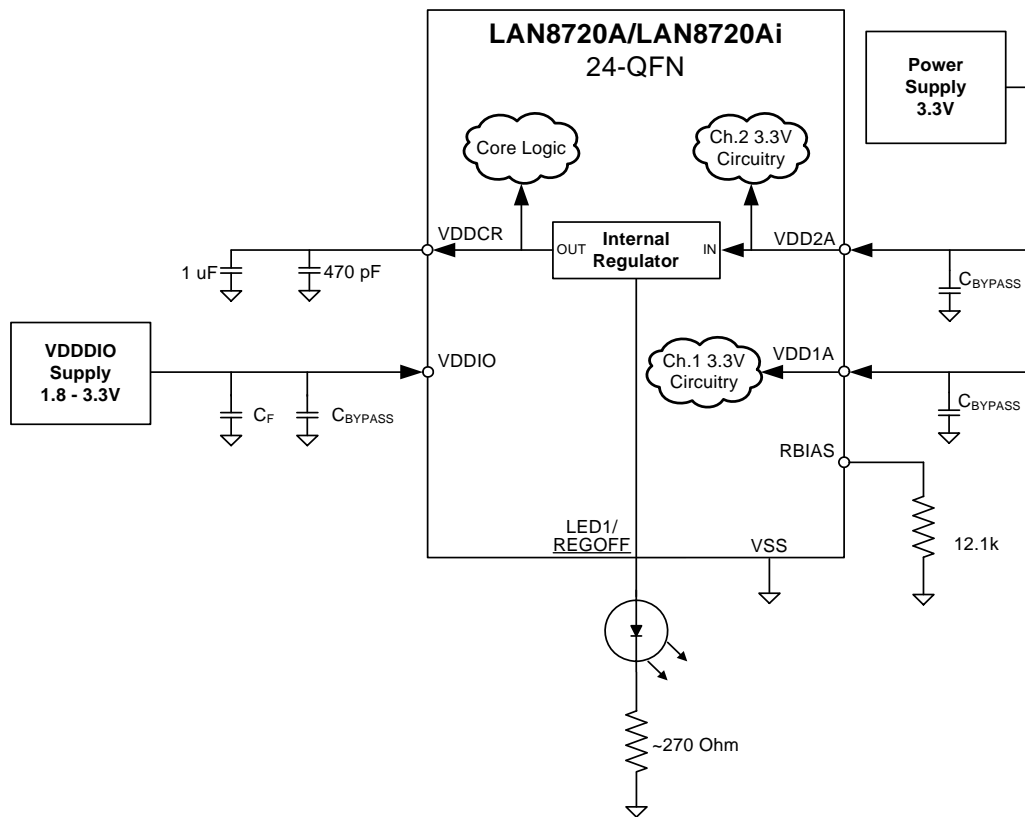 LAN8720A/LAN8720Ai
24-QFN
Power
Supply
3.3V
Core Logic
Ch.2 3.3V
Circuitry
VDDCR
OUT
Internal
Regulator
IN
VDD2A
1 uF
470 pF
CBYPASS
VDDDIO
Supply
1.8 - 3.3V
VDDIO
Ch.1 3.3V
Circuitry
VDD1A
CF
CBYPASS
CBYPASS
RBIAS
LED1/
REGOFF
VSS
12.1k
~270 Ohm